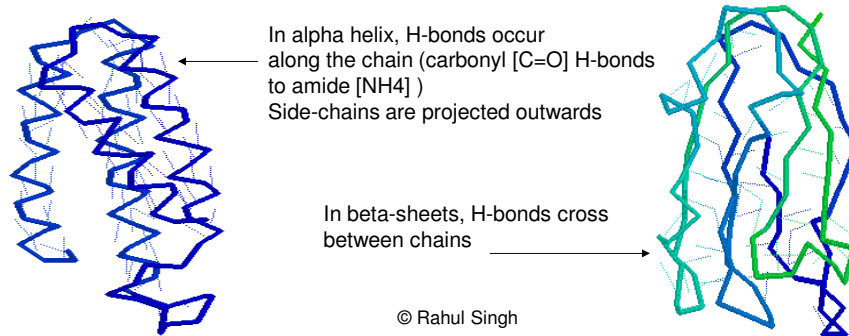 In alpha helix, H-bonds occur
along the chain (carbonyl [C=O] H-bonds
to amide [NH4] )
Side-chains are projected outwards
In beta-sheets, H-bonds cross
between chains
© Rahul Singh